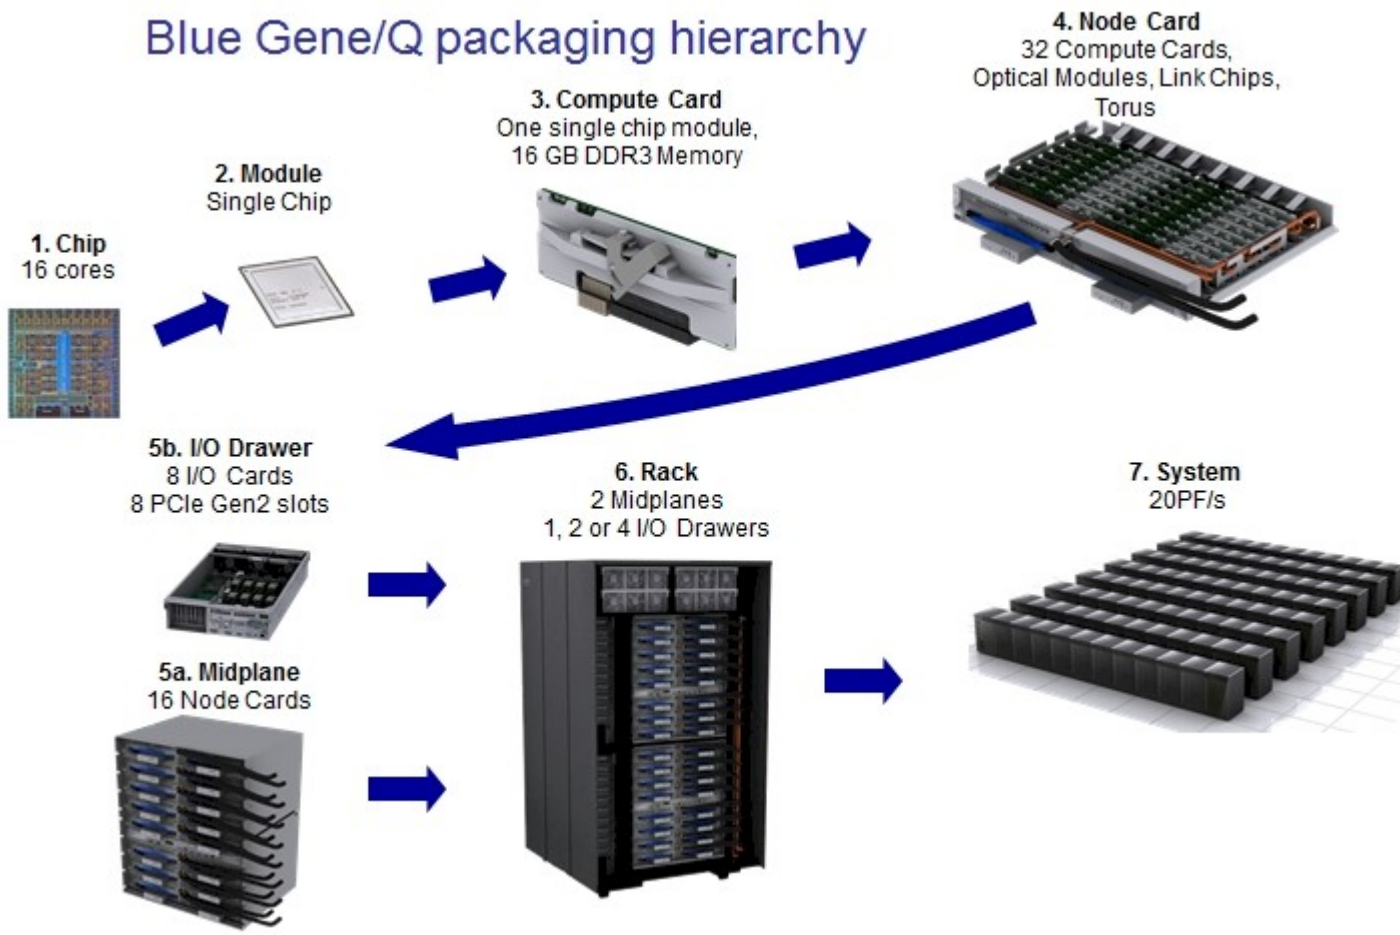 Blue Gene/Q packaging hierarchy
1. Chip
16 cores
2. Module
Single Chip
3. Compute Card
One single chip module,
16 GB DDR3 Memory
4. Node Card
32 Compute Cards,
Optical Modules, Link Chips,
Torus
5b. I/O Drawer
8 I/O Cards
8 PCIe Gen2 slots
5a. Midplane
16 Node Cards
6. Rack
2 Midplanes
1, 2 or 4 I/O Drawers
7. System
20PF/s